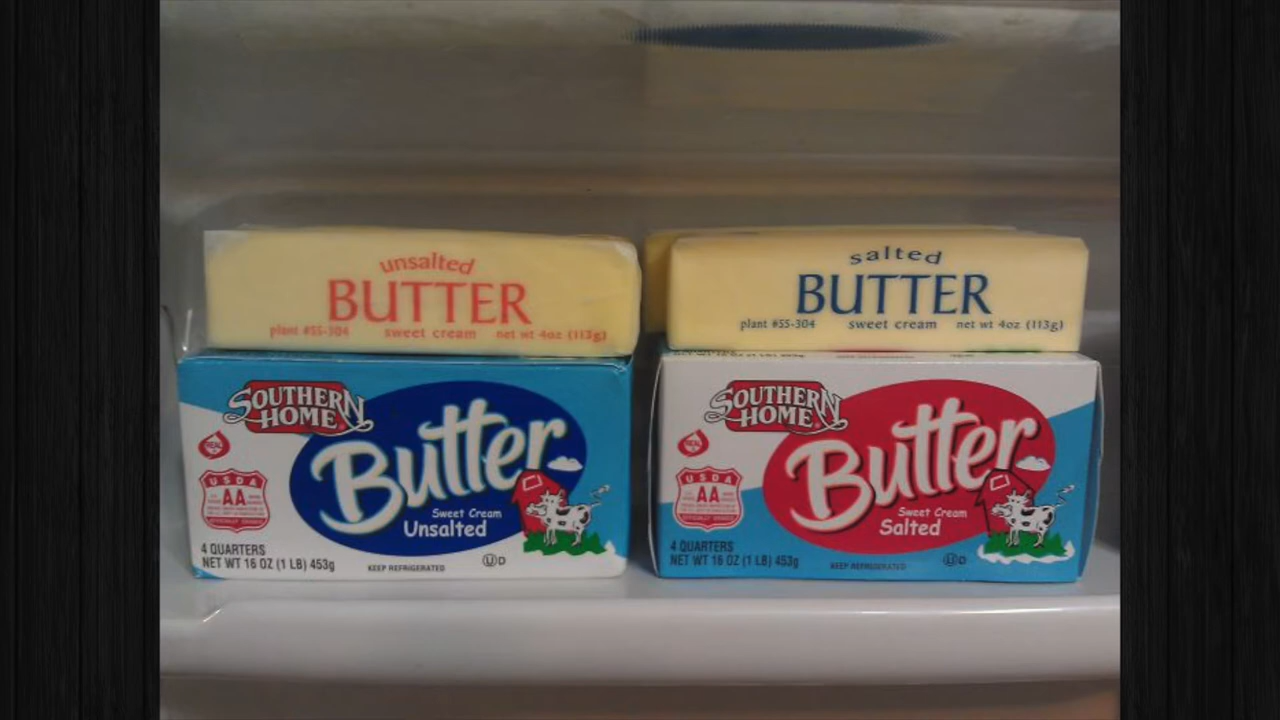 unsalted
BUTTER
plant #55-304 sweet cream net wt 4oz (113g)
salted
BUTTER
plant #55-304 sweet cream net wt 4oz (113g)
SOUTHERN
HOME
Butter
REAL
USDA
AA
Sweet Cream
Unsalted
4 QUARTERS
NET WT 16 OZ (1 LB) 453g
KEEP REFRIGERATED
U D
SOUTHERN
HOME
Butter
REAL
USDA
AA
Sweet Cream
Salted
4 QUARTERS
NET WT 16 OZ (1 LB) 453g
KEEP REFRIGERATED
U D